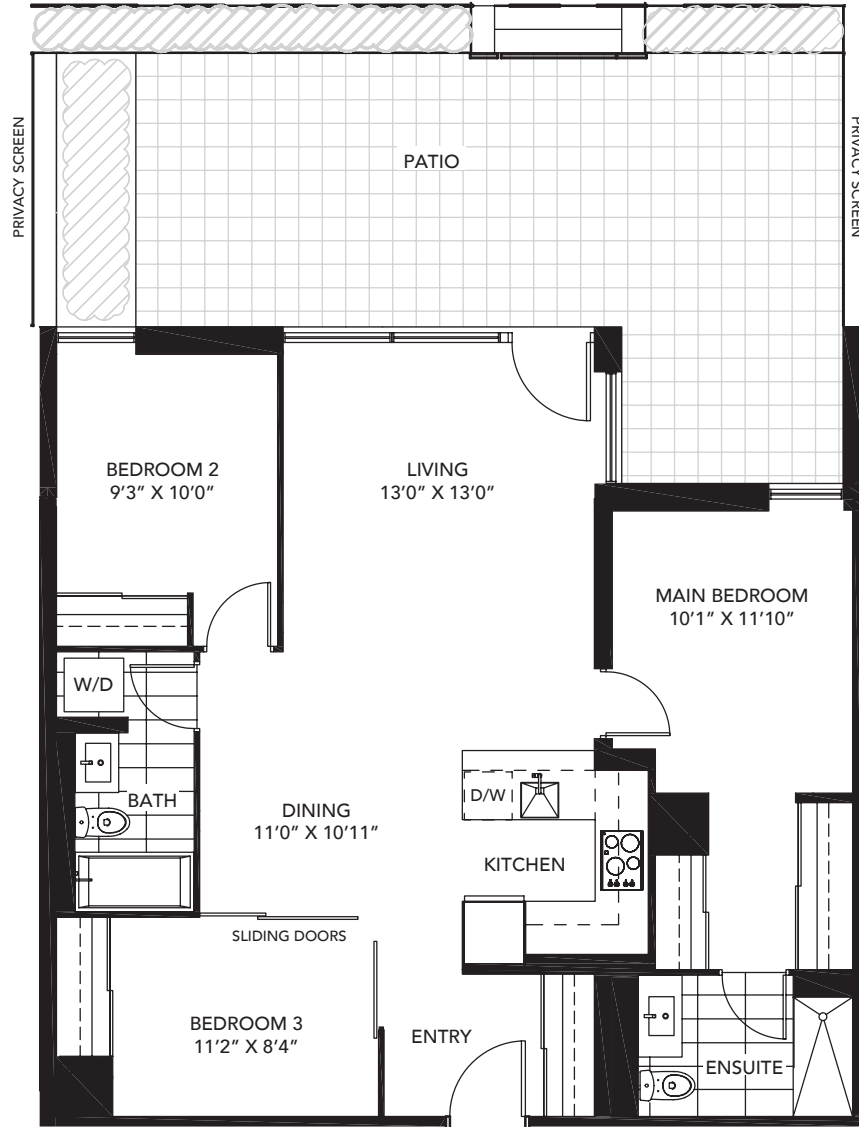 PRIVACY SCREEN
PATIO
PRIVACY SCREEN
BEDROOM 2
9'3" X 10'0"
LIVING
13'0" X 13'0"
MAIN BEDROOM
10'1" X 11'10"
W/D
BATH
DINING
11'0" X 10'11"
D/W
KITCHEN
SLIDING DOORS
BEDROOM 3
11'2" X 8'4"
ENTRY
ENSUITE